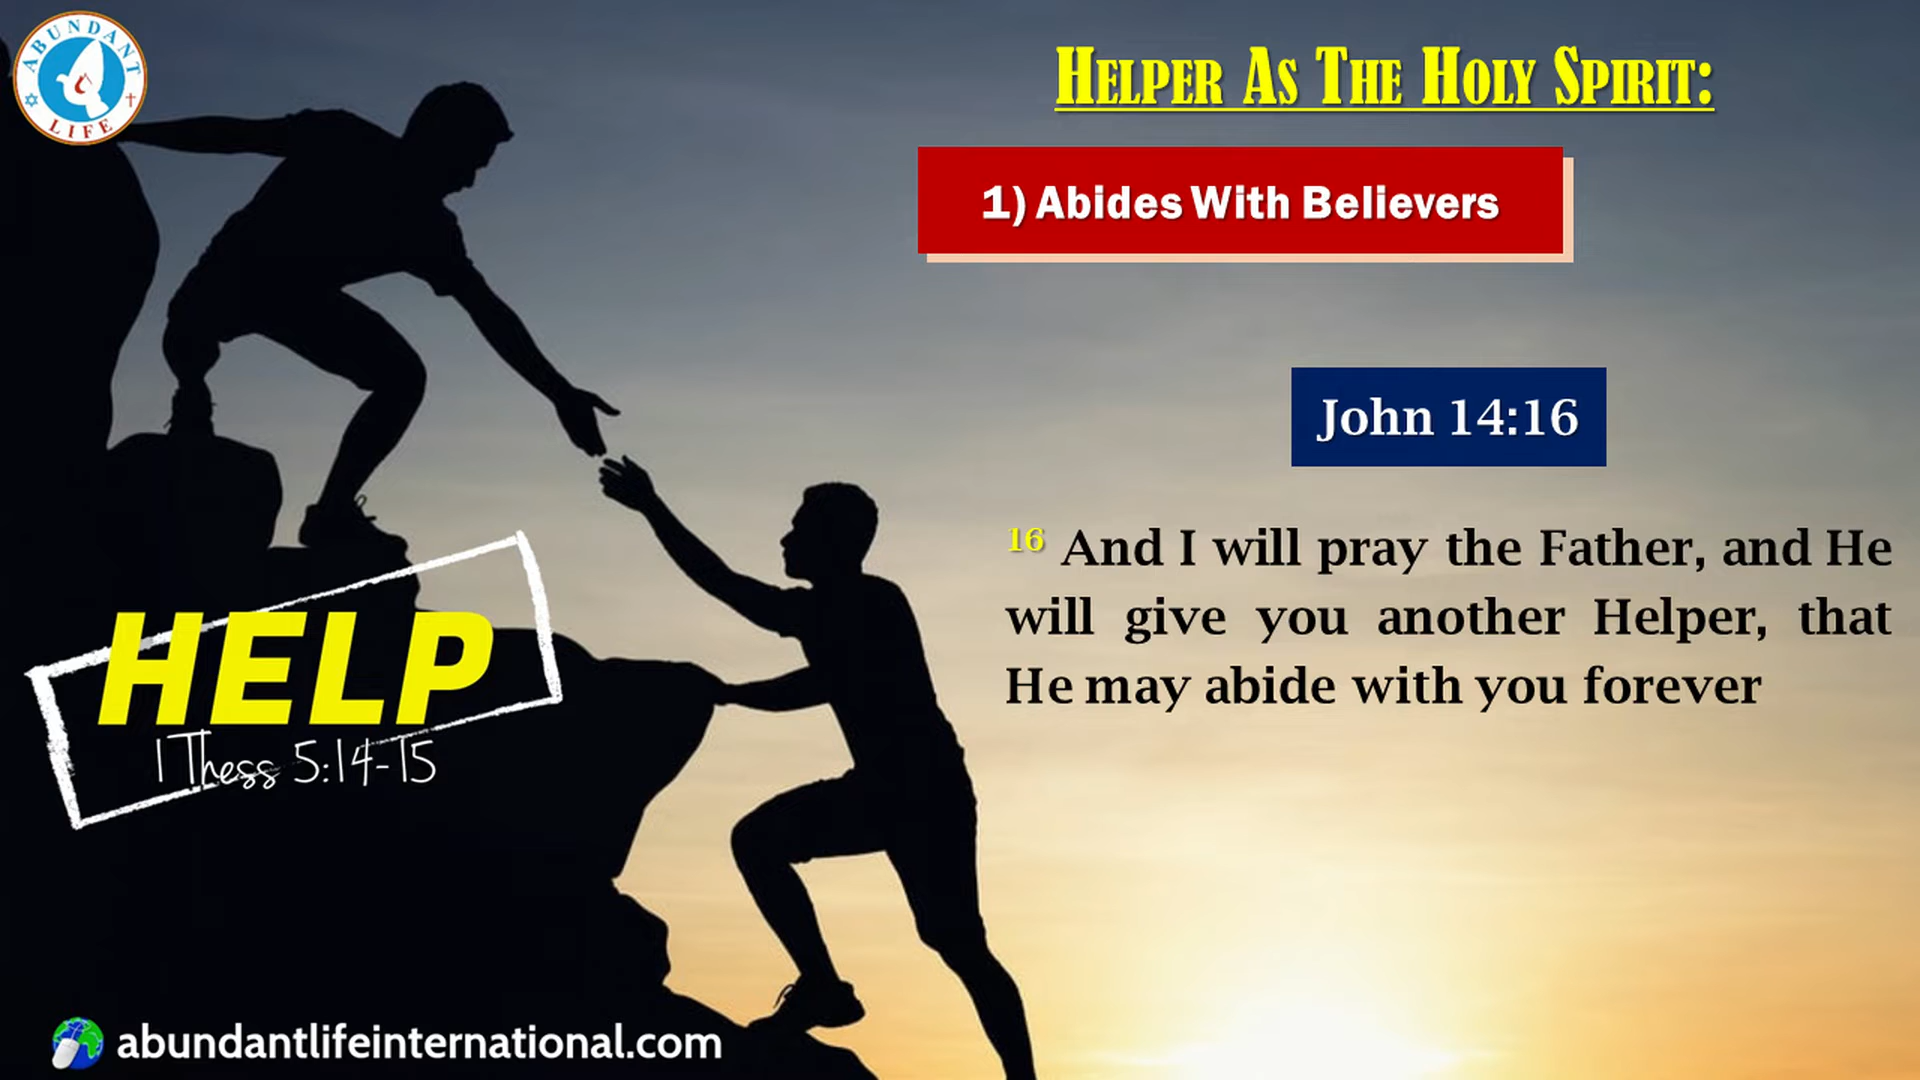 ABUNDANT
LIFE
HELPER AS THE HOLY SPIRIT:
1) Abides With Believers
John 14:16
16 And I will pray the Father, and He
will give you another Helper, that
He may abide with you forever
HELP
1 Thess 5:14-15
abundantlifeinternational.com